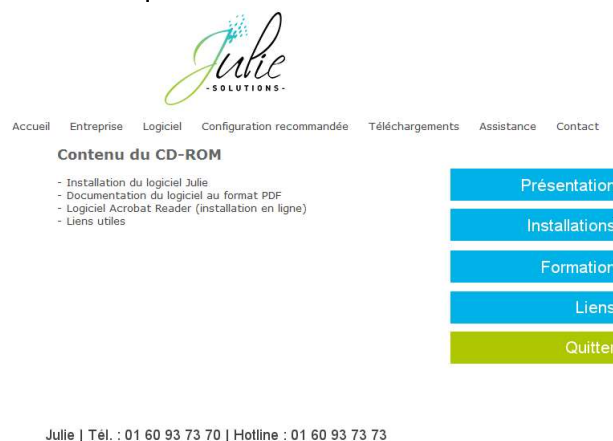 Julie
-SOLUTIONS-
Accueil Entreprise Logiciel Configuration recommandée Téléchargements Assistance Contact
Contenu du CD-ROM
- Installation du logiciel Julie
- Documentation du logiciel au format PDF
- Logiciel Acrobat Reader (installation en ligne)
- Liens utiles
Présentation
Installations
Formation
Liens
Quitter
Julie | Tél. : 01 60 93 73 70 | Hotline : 01 60 93 73 73